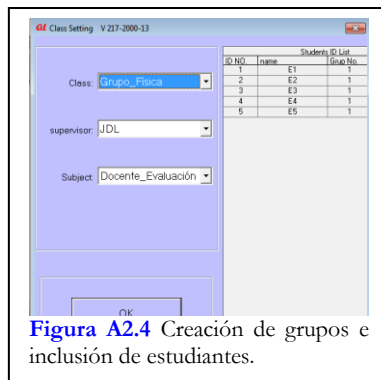 Class Setting V 217-2000-13
Students ID List
ID NO. name Grup No.
1 E1 1
2 E2 1
3 E3 1
4 E4 1
5 E5 1
Class: Grupo_Física
supervisor: JDL
Subject: Docente_Evaluación
OK
Figura A2.4 Creación de grupos e
inclusión de estudiantes.